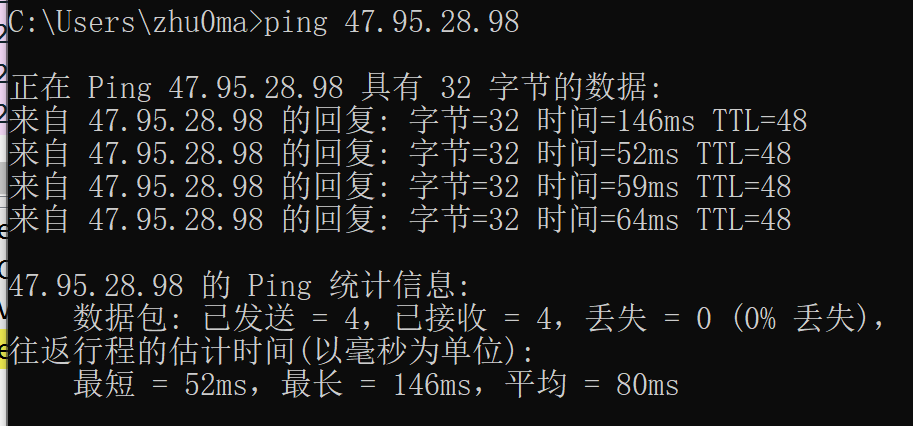 C:\Users\zhu0ma>ping 47.95.28.98
正在 Ping 47.95.28.98 具有 32 字节的数据:
来自 47.95.28.98 的回复: 字节=32 时间=146ms TTL=48
来自 47.95.28.98 的回复: 字节=32 时间=52ms TTL=48
来自 47.95.28.98 的回复: 字节=32 时间=59ms TTL=48
来自 47.95.28.98 的回复: 字节=32 时间=64ms TTL=48
47.95.28.98 的 Ping 统计信息:
    数据包: 已发送 = 4，已接收 = 4，丢失 = 0 (0% 丢失)，
往返行程的估计时间(以毫秒为单位):
    最短 = 52ms，最长 = 146ms，平均 = 80ms